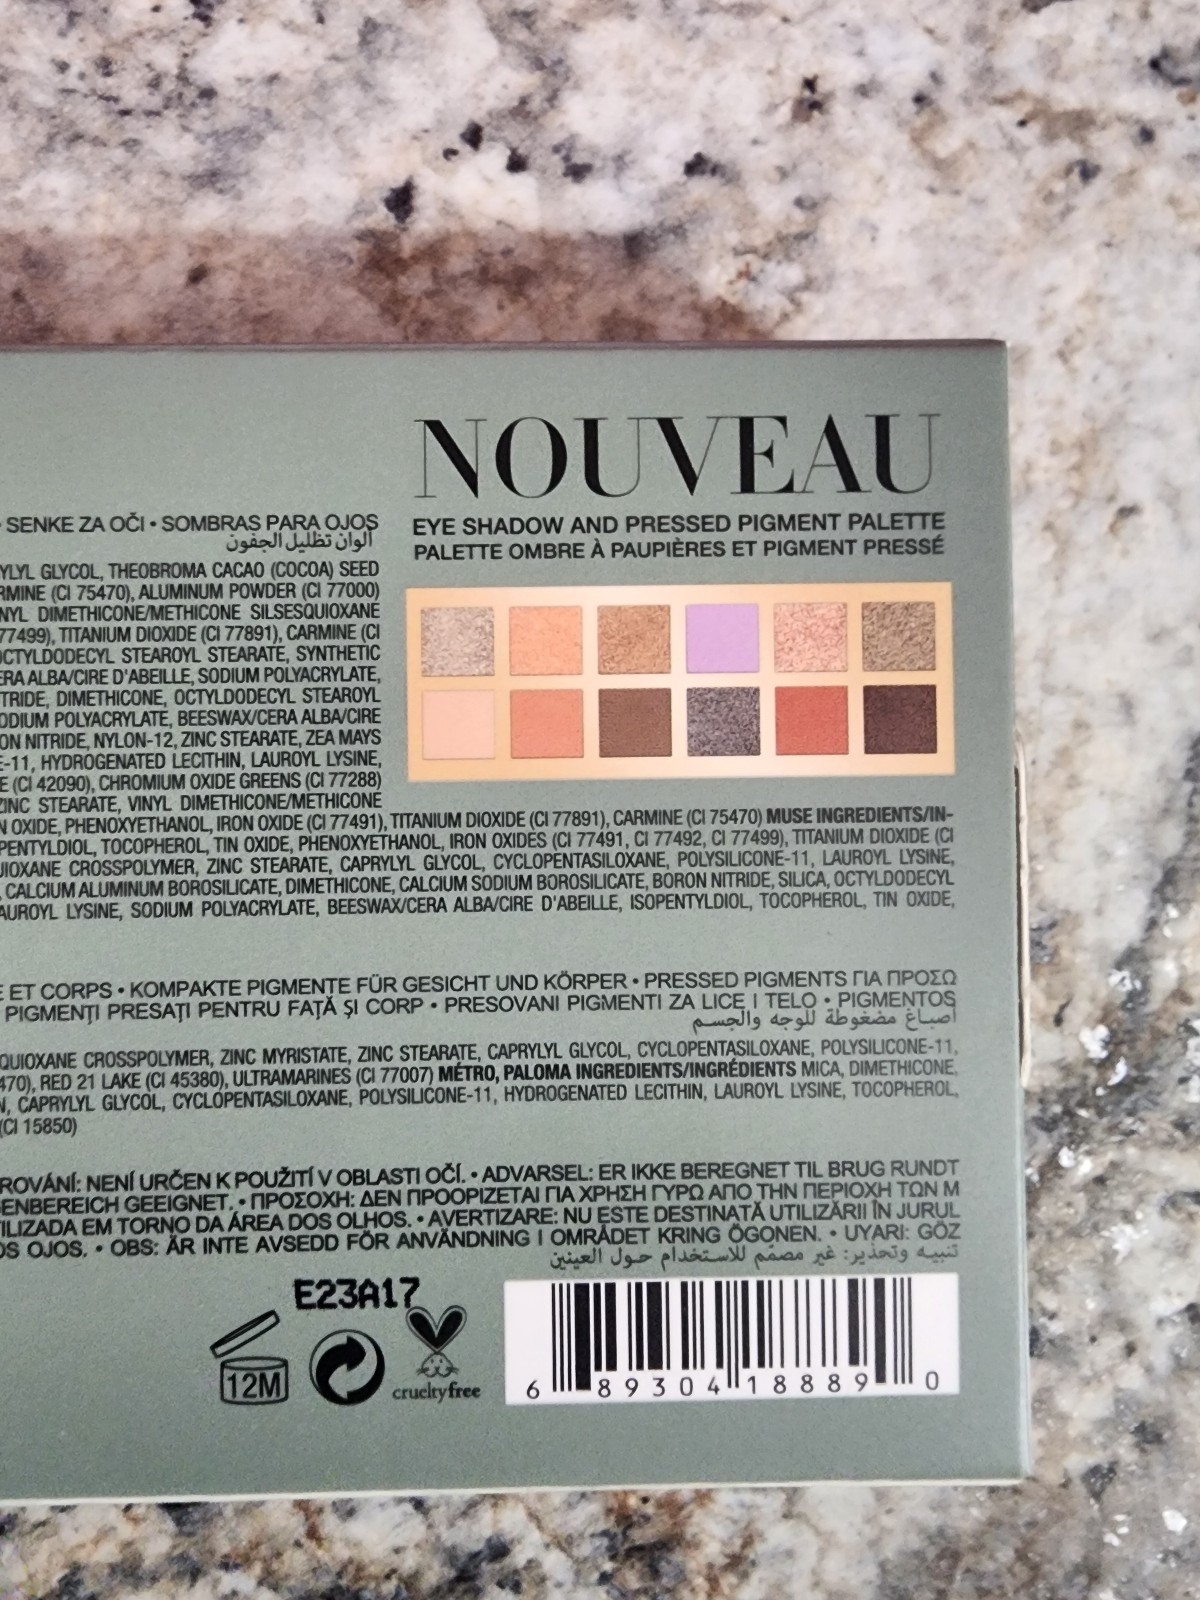 NOUVEAU
EYE SHADOW AND PRESSED PIGMENT PALETTE
PALETTE OMBRE À PAUPIÈRES ET PIGMENT PRESSÉ
• SENKE ZA OČI • SOMBRAS PARA OJOS
ألوان تظليل الجفون
YLYL GLYCOL, THEOBROMA CACAO (COCOA) SEED
RMINE (CI 75470), ALUMINUM POWDER (CI 77000)
NYL DIMETHICONE/METHICONE SILSESQUIOXANE
77499), TITANIUM DIOXIDE (CI 77891), CARMINE (CI
OCTYLDODECYL STEAROYL STEARATE, SYNTHETIC
ERA ALBA/CIRE D'ABEILLE, SODIUM POLYACRYLATE,
TRIDE, DIMETHICONE, OCTYLDODECYL STEAROYL
ODIUM POLYACRYLATE, BEESWAX/CERA ALBA/CIRE
ON NITRIDE, NYLON-12, ZINC STEARATE, ZEA MAYS
E-11, HYDROGENATED LECITHIN, LAUROYL LYSINE,
E (CI 42090), CHROMIUM OXIDE GREENS (CI 77288)
ZINC STEARATE, VINYL DIMETHICONE/METHICONE
N OXIDE, PHENOXYETHANOL, IRON OXIDE (CI 77491), TITANIUM DIOXIDE (CI 77891), CARMINE (CI 75470) MUSE INGREDIENTS/IN-
PENTYLDIOL, TOCOPHEROL, TIN OXIDE, PHENOXYETHANOL, IRON OXIDES (CI 77491, CI 77492, CI 77499), TITANIUM DIOXIDE (CI
UIOXANE CROSSPOLYMER, ZINC STEARATE, CAPRYLYL GLYCOL, CYCLOPENTASILOXANE, POLYSILICONE-11, LAUROYL LYSINE,
, CALCIUM ALUMINUM BOROSILICATE, DIMETHICONE, CALCIUM SODIUM BOROSILICATE, BORON NITRIDE, SILICA, OCTYLDODECYL
AUROYL LYSINE, SODIUM POLYACRYLATE, BEESWAX/CERA ALBA/CIRE D'ABEILLE, ISOPENTYLDIOL, TOCOPHEROL, TIN OXIDE,
E ET CORPS • KOMPAKTE PIGMENTE FÜR GESICHT UND KÖRPER • PRESSED PIGMENTS ΓΙΑ ΠΡΟΣΩ
PIGMENȚI PRESAȚI PENTRU FAȚĂ ȘI CORP • PRESOVANI PIGMENTI ZA LICE I TELO • PIGMENTOS
أصباغ مضغوطة للوجه والجسم
QUIOXANE CROSSPOLYMER, ZINC MYRISTATE, ZINC STEARATE, CAPRYLYL GLYCOL, CYCLOPENTASILOXANE, POLYSILICONE-11,
470), RED 21 LAKE (CI 45380), ULTRAMARINES (CI 77007) MÉTRO, PALOMA INGREDIENTS/INGRÉDIENTS MICA, DIMETHICONE,
N, CAPRYLYL GLYCOL, CYCLOPENTASILOXANE, POLYSILICONE-11, HYDROGENATED LECITHIN, LAUROYL LYSINE, TOCOPHEROL,
(CI 15850)
ROVÁNÍ: NENÍ URČEN K POUŽITÍ V OBLASTI OČÍ. • ADVARSEL: ER IKKE BEREGNET TIL BRUG RUNDT
GENBEREICH GEEIGNET. • ΠΡΟΣΟΧΗ: ΔΕΝ ΠΡΟΟΡΙΖΕΤΑΙ ΓΙΑ ΧΡΗΣΗ ΓΥΡΩ ΑΠΟ ΤΗΝ ΠΕΡΙΟΧΗ ΤΩΝ Μ
TILIZADA EM TORNO DA ÁREA DOS OLHOS. • AVERTIZARE: NU ESTE DESTINATĂ UTILIZĂRII ÎN JURUL
OS OJOS. • OBS: ÄR INTE AVSEDD FÖR ANVÄNDNING I OMRÅDET KRING ÖGONEN. • UYARI: GÖZ
تنبيه وتحذير: غير مصمّم للاستخدام حول العينين
E23A17
12M
crueltyfree
6 89304 18889 0